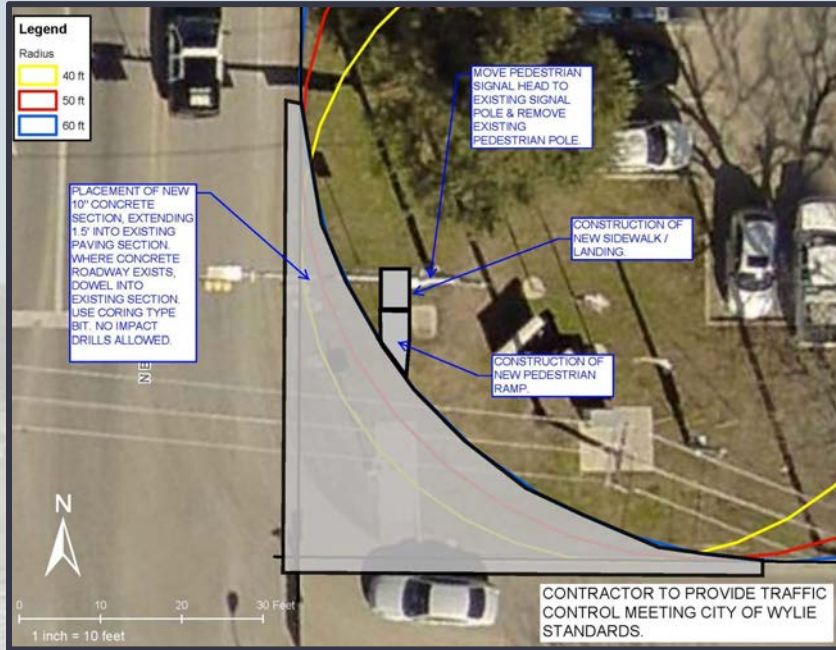 Legend
Radius
40 ft
50 ft
60 ft
MOVE PEDESTRIAN
SIGNAL HEAD TO
EXISTING SIGNAL
POLE & REMOVE
EXISTING
PEDESTRIAN POLE.
PLACEMENT OF NEW
10" CONCRETE
SECTION, EXTENDING
1.5' INTO EXISTING
PAVING SECTION.
WHERE CONCRETE
ROADWAY EXISTS,
DOWEL INTO
EXISTING SECTION.
USE CORING TYPE
BIT. NO IMPACT
DRILLS ALLOWED.
CONSTRUCTION OF
NEW SIDEWALK /
LANDING.
CONSTRUCTION OF
NEW PEDESTRIAN
RAMP.
N
0 10 20 30 Feet
1 inch = 10 feet
CONTRACTOR TO PROVIDE TRAFFIC
CONTROL MEETING CITY OF WYLIE
STANDARDS.